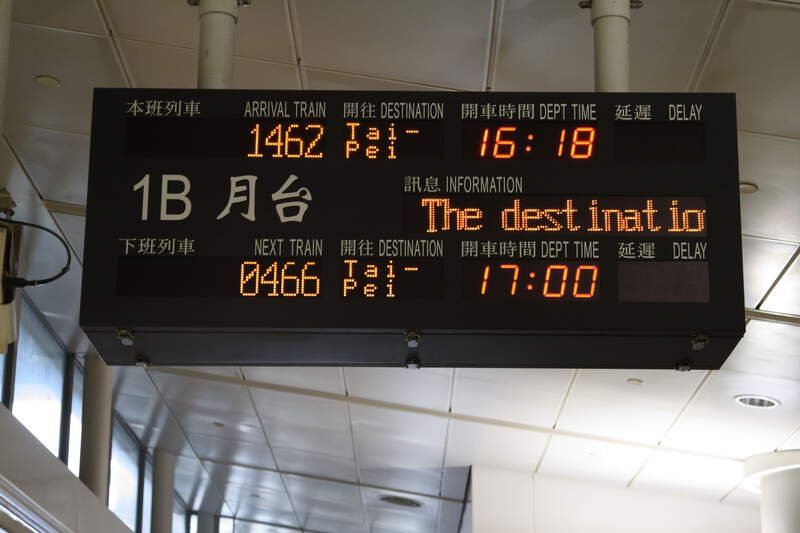 本班列車 ARRIVAL TRAIN 開往 DESTINATION 開車時間 DEPT TIME 延遲 DELAY
1462 Tai-Pei 16:18
1B 月台
訊息 INFORMATION
The destinatio
下班列車 NEXT TRAIN 開往 DESTINATION 開車時間 DEPT TIME 延遲 DELAY
0466 Tai-Pei 17:00